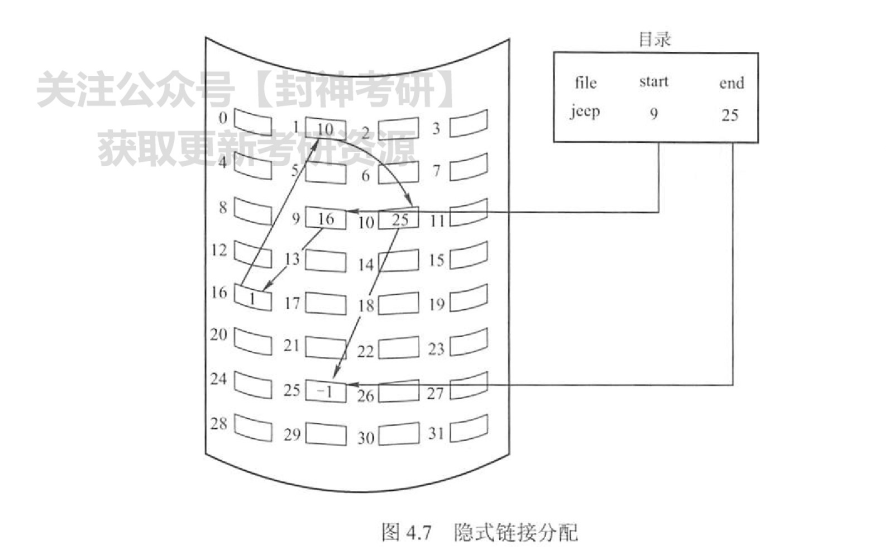 目录
file start end
jeep 9 25
关注公众号【封神考研】
获取更新考研资源
0 1 10 2 3
4 5 6 7
8 9 16 10 25 11
12 13 14 15
16 1 17 18 19
20 21 22 23
24 25 -1 26 27
28 29 30 31
图 4.7 隐式链接分配